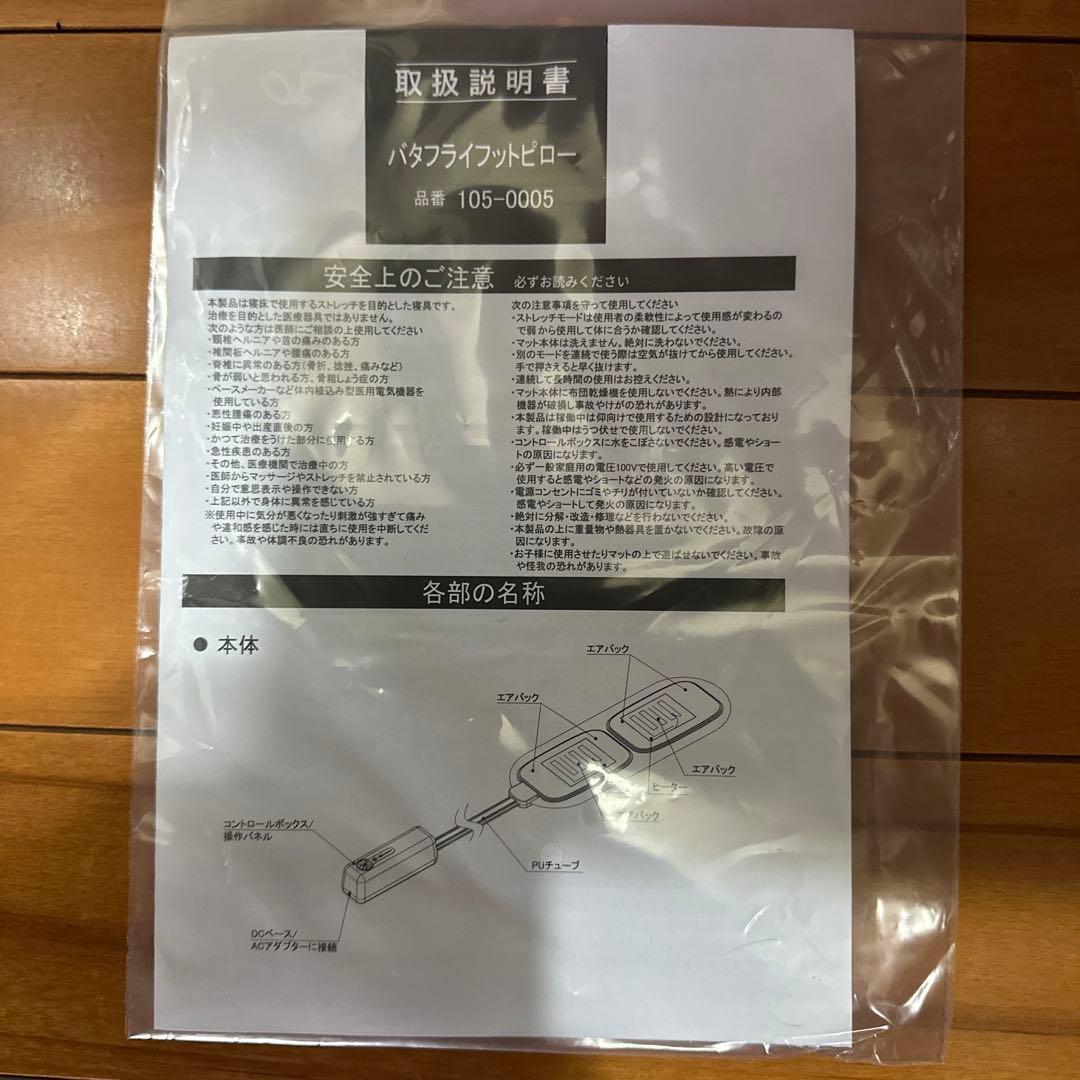 取扱説明書
バタフライフットピロー
品番 105-0005
安全上のご注意 必ずお読みください
本製品は寝床で使用するストレッチを目的とした寝具です。
治療を目的とした医療器具ではありません。
次のような方は医師にご相談の上使用してください
・頸椎ヘルニアや首の痛みのある方
・椎間板ヘルニアや腰痛のある方
・脊椎に異常のある方(骨折、捻挫、痛みなど)
・骨が弱いと思われる方、骨粗しょう症の方
・ペースメーカーなど体内植込み型医用電気機器を
使用している方
・悪性腫瘍のある方
・妊娠中や出産直後の方
・かつて治療をうけた部分に使用する方
・急性疾患のある方
・その他、医療機関で治療中の方
・医師からマッサージやストレッチを禁止されている方
・自分で意思表示や操作できない方
・上記以外で身体に異常を感じている方
※使用中に気分が悪くなったり刺激が強すぎて痛み
や違和感を感じた時には直ちに使用を中断してくだ
さい。事故や体調不良の恐れがあります。
次の注意事項を守って使用してください
・ストレッチモードは使用者の柔軟性によって使用感が変わるの
で弱から使用して体に合うか確認してください。
・マット本体は洗えません。絶対に洗わないでください。
・別のモードを連続で使う際は空気が抜けてから使用してください。
手で押さえると早く抜けます。
・連続して長時間の使用はお控えください。
・マット本体に布団乾燥機を使用しないでください。熱により内部
機器が破損し事故やけがの恐れがあります。
・本製品は稼働中は仰向けで使用するための設計になっており
ます。稼働中はうつ伏せで使用しないでください。
・コントロールボックスに水をこぼさないでください。感電やショー
トの原因になります。
・必ず一般家庭用の電圧100Vで使用してください。高い電圧で
使用すると感電やショートなどの発火の原因になります。
・電源コンセントにゴミやチリが付いていないか確認してください。
感電やショートして発火の原因になります。
・絶対に分解・改造・修理などを行わないでください。
・本製品の上に重量物や熱器具を置かないでください。故障の原
因になります。
・お子様に使用させたりマットの上で遊ばせないでください。事故
や怪我の恐れがあります。
各部の名称
● 本体
エアバック
エアバック
エアバック
ヒーター
エアバック
コントロールボックス/
操作パネル
PUチューブ
DCベース/
ACアダプターに接続